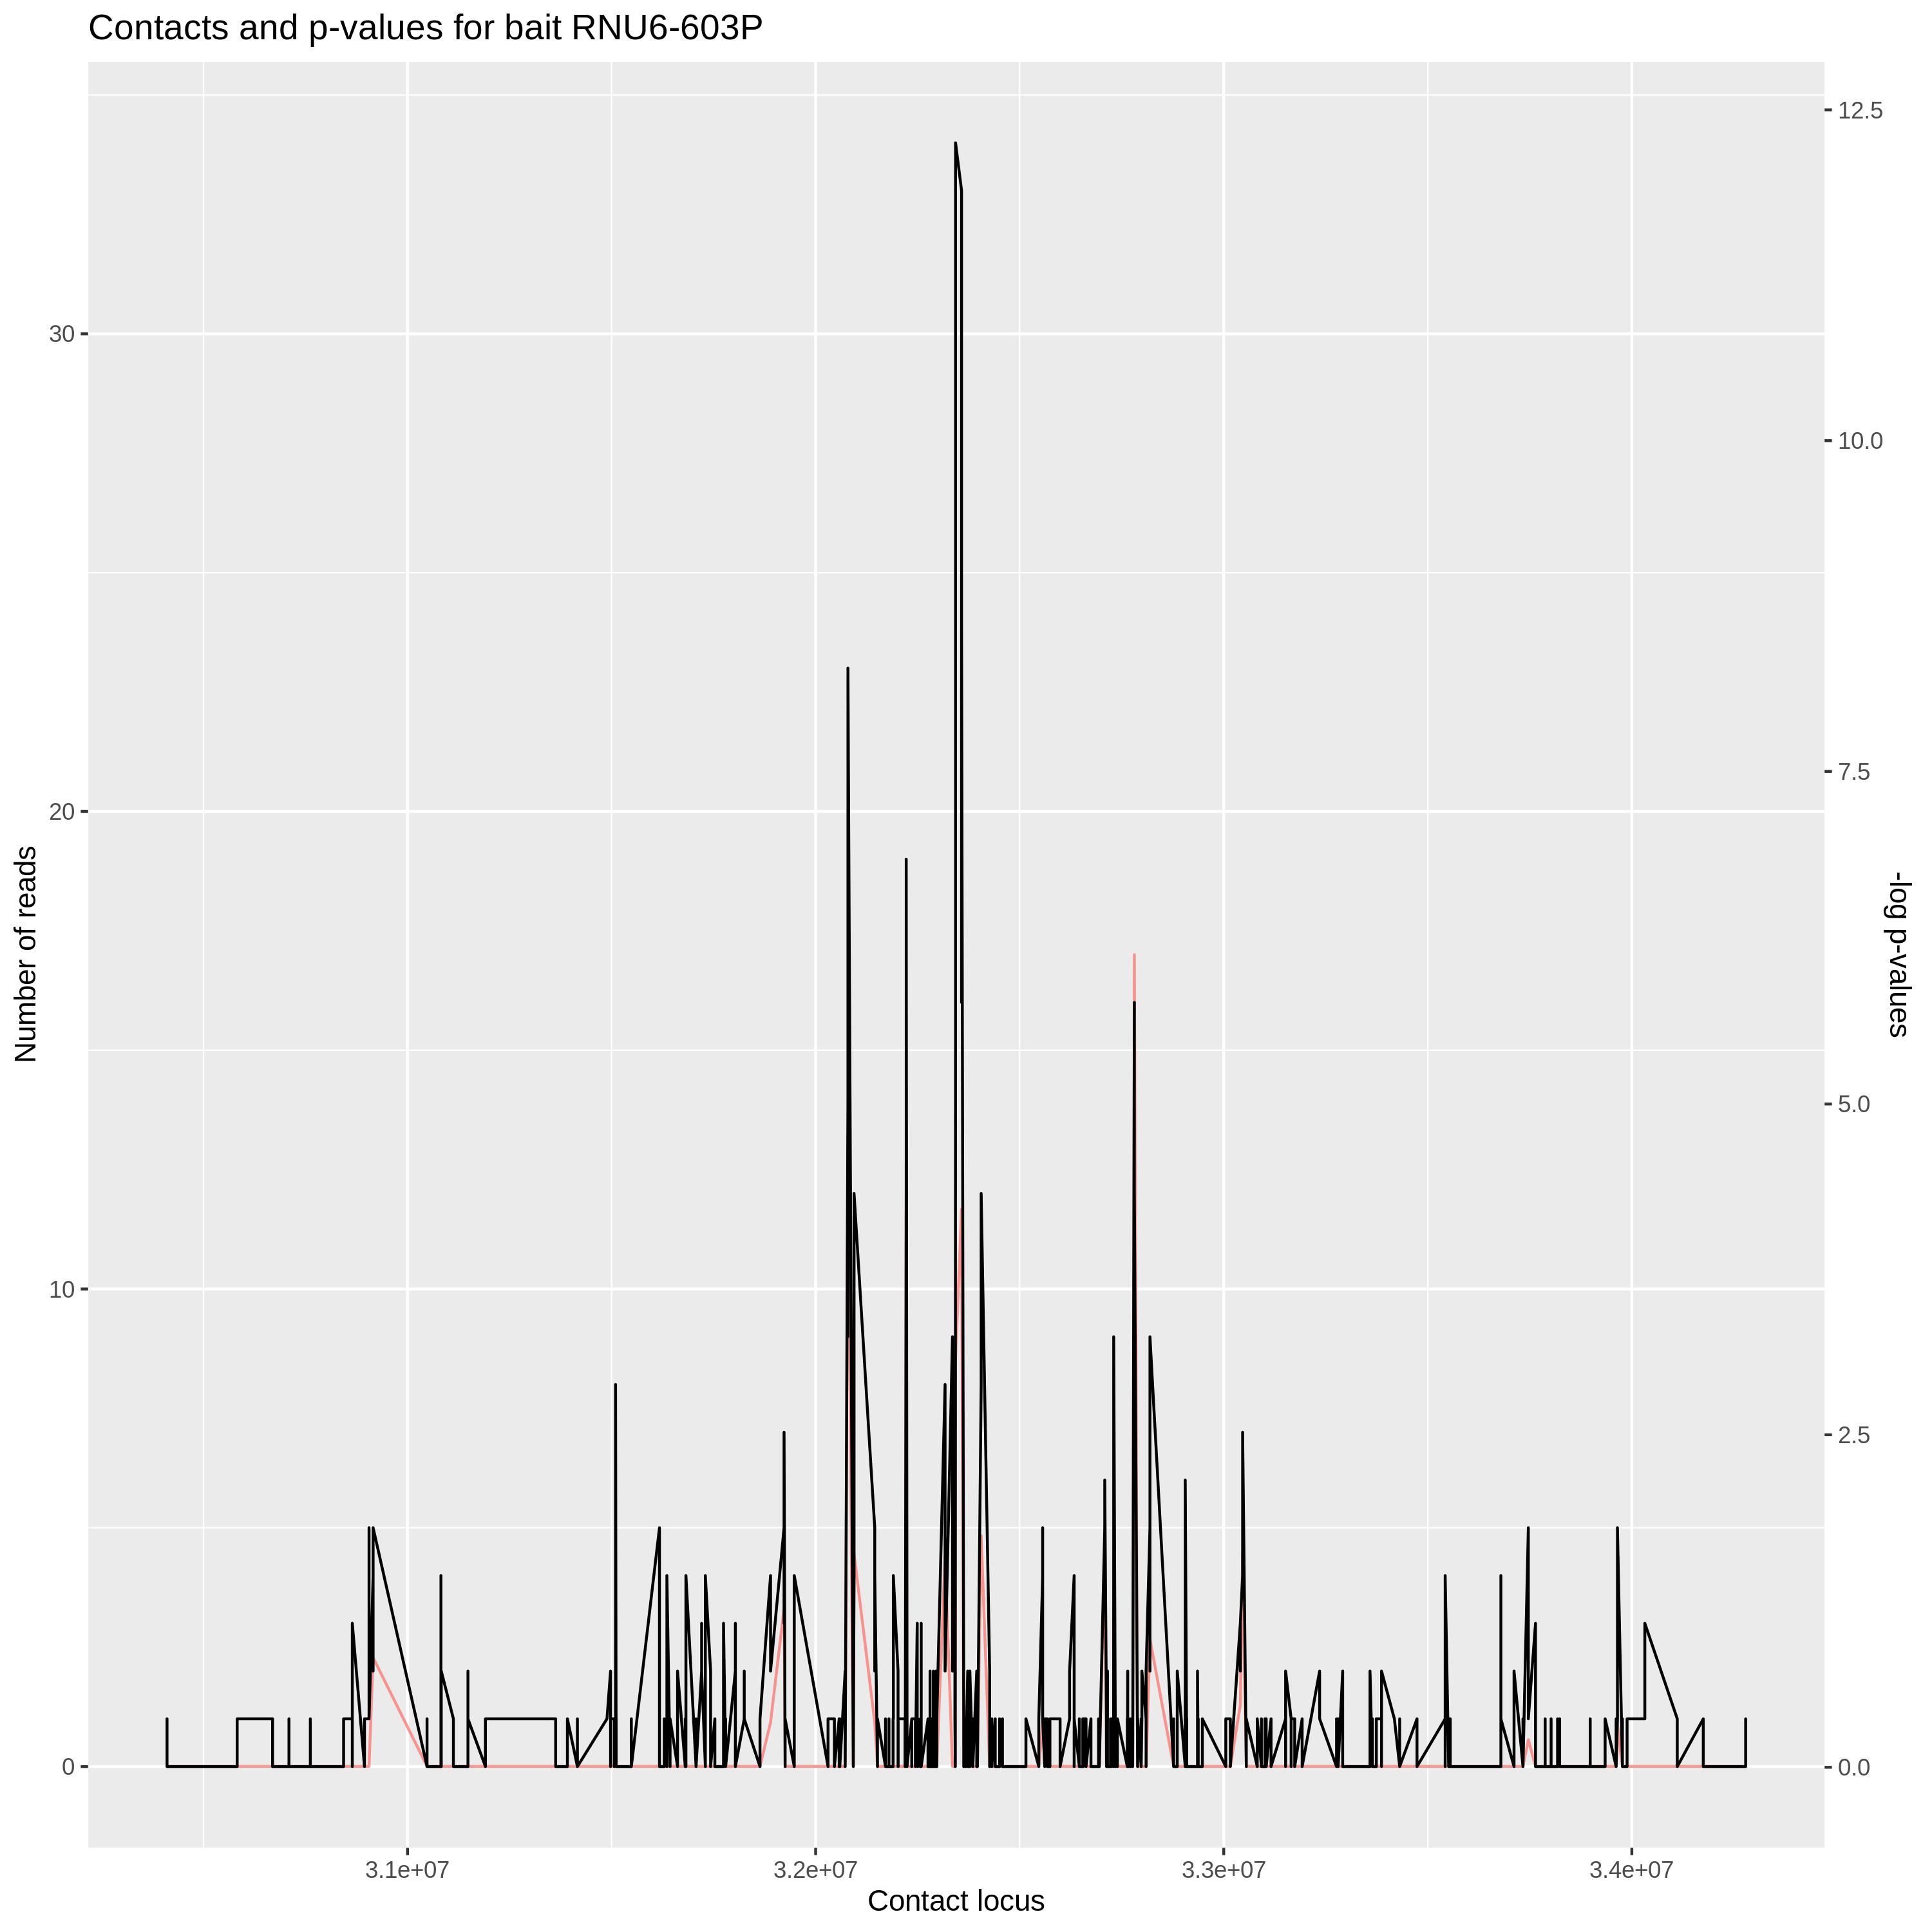 Contacts and p-values for bait RNU6-603P
30
20
10
0
Number of reads
12.5
10.0
7.5
5.0
2.5
0.0
-log p-values
3.1e+07
3.2e+07
3.3e+07
3.4e+07
Contact locus